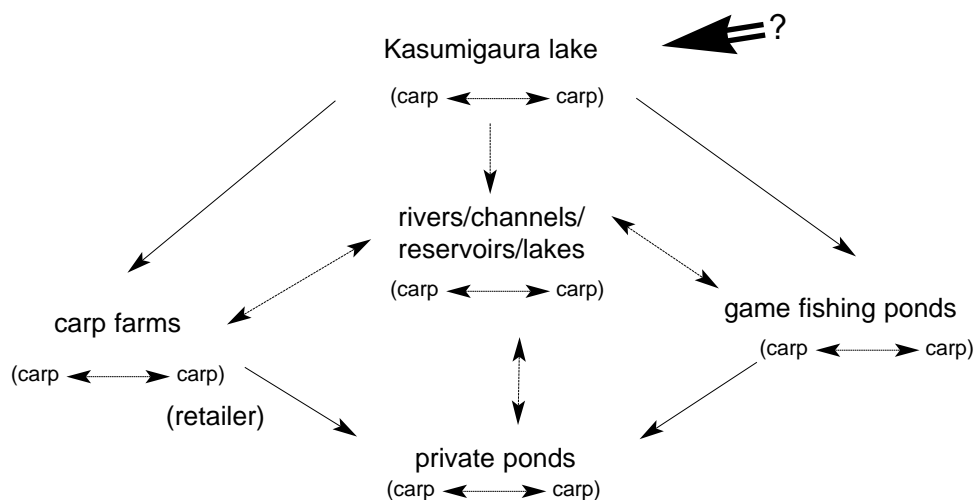 ?
Kasumigaura lake
(carp carp)
rivers/channels/
reservoirs/lakes
(carp carp)
carp farms
(carp carp)
(retailer)
game fishing ponds
(carp carp)
private ponds
(carp carp)